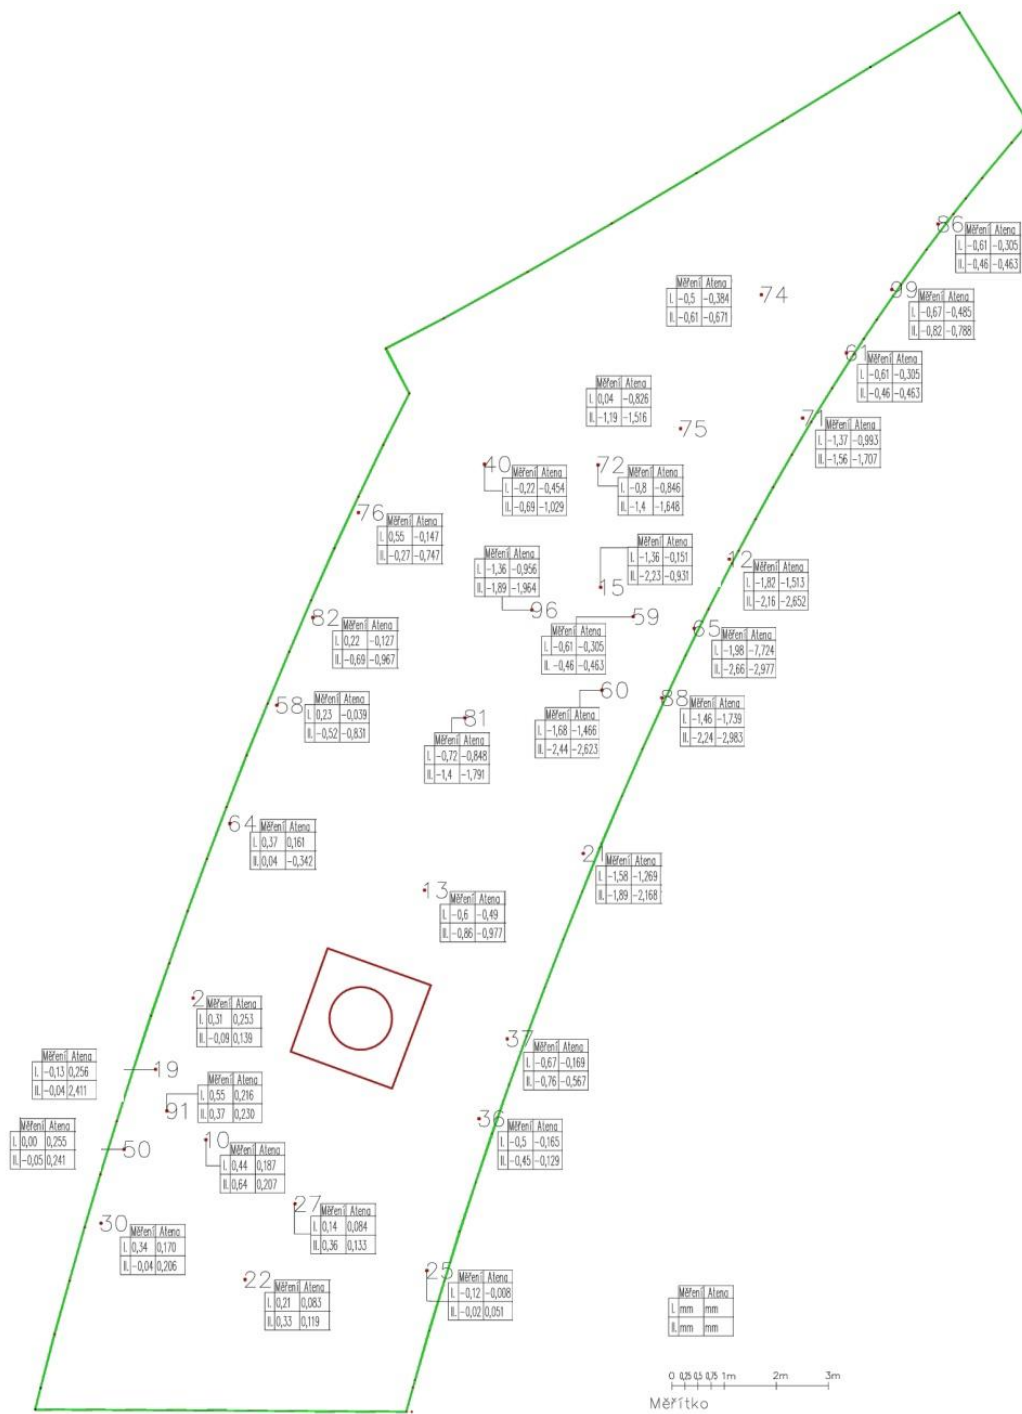 86
Měření Atena
I. -0,61 -0,305
II. -0,46 -0,463
74
Měření Atena
I. -0,5 -0,384
II. -0,61 -0,671
99
Měření Atena
I. -0,67 -0,485
II. -0,82 -0,788
61
Měření Atena
I. -0,61 -0,305
II. -0,46 -0,463
75
Měření Atena
I. 0,04 -0,826
II. -1,19 -1,516
71
Měření Atena
I. -1,37 -0,993
II. -1,56 -1,707
40
Měření Atena
I. -0,22 -0,454
II. -0,69 -1,029
72
Měření Atena
I. -0,8 -0,846
II. -1,4 -1,648
76
Měření Atena
I. 0,55 -0,147
II. -0,27 -0,747
15
Měření Atena
I. -1,36 -0,151
II. -2,23 -0,931
12
Měření Atena
I. -1,82 -1,513
II. -2,16 -2,652
96
Měření Atena
I. -1,36 -0,956
II. -1,89 -1,964
59
Měření Atena
I. -0,61 -0,305
II. -0,46 -0,463
82
Měření Atena
I. 0,22 -0,127
II. -0,69 -0,967
65
Měření Atena
I. -1,98 -7,724
II. -2,66 -2,977
58
Měření Atena
I. 0,23 -0,039
II. -0,52 -0,831
60
Měření Atena
I. -1,68 -1,466
II. -2,44 -2,623
88
Měření Atena
I. -1,46 -1,739
II. -2,24 -2,983
81
Měření Atena
I. -0,72 -0,848
II. -1,4 -1,791
64
Měření Atena
I. 0,37 0,161
II. 0,04 -0,342
21
Měření Atena
I. -1,58 -1,269
II. -1,89 -2,168
13
Měření Atena
I. -0,6 -0,49
II. -0,86 -0,977
2
Měření Atena
I. 0,31 0,253
II. -0,09 0,139
37
Měření Atena
I. -0,67 -0,169
II. -0,76 -0,567
19
Měření Atena
I. -0,13 0,256
II. -0,04 2,411
91
Měření Atena
I. 0,55 0,216
II. 0,37 0,230
50
Měření Atena
I. 0,00 0,255
II. -0,05 0,241
10
Měření Atena
I. 0,44 0,187
II. 0,64 0,207
36
Měření Atena
I. -0,5 -0,165
II. -0,45 -0,129
30
Měření Atena
I. 0,34 0,170
II. -0,04 0,206
27
Měření Atena
I. 0,14 0,084
II. 0,36 0,133
22
Měření Atena
I. 0,21 0,083
II. 0,33 0,119
25
Měření Atena
I. -0,12 -0,008
II. -0,02 0,051
Měření Atena
I. mm mm
II. mm mm
0 0,25 0,5 0,75 1m 2m 3m
Měřítko